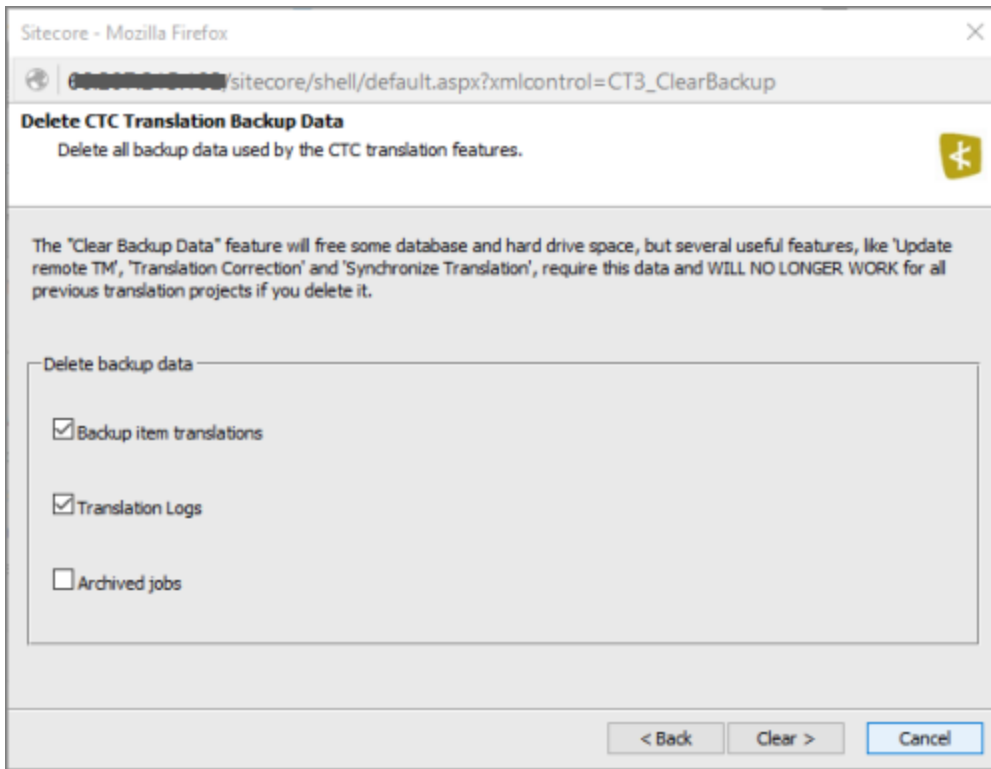 Sitecore - Mozilla Firefox
/sitecore/shell/default.aspx?xmlcontrol=CT3_ClearBackup
Delete CTC Translation Backup Data
Delete all backup data used by the CTC translation features.
The "Clear Backup Data" feature will free some database and hard drive space, but several useful features, like 'Update
remote TM', 'Translation Correction' and 'Synchronize Translation', require this data and WILL NO LONGER WORK for all
previous translation projects if you delete it.
Delete backup data
Backup item translations
Translation Logs
Archived jobs
< Back
Clear >
Cancel